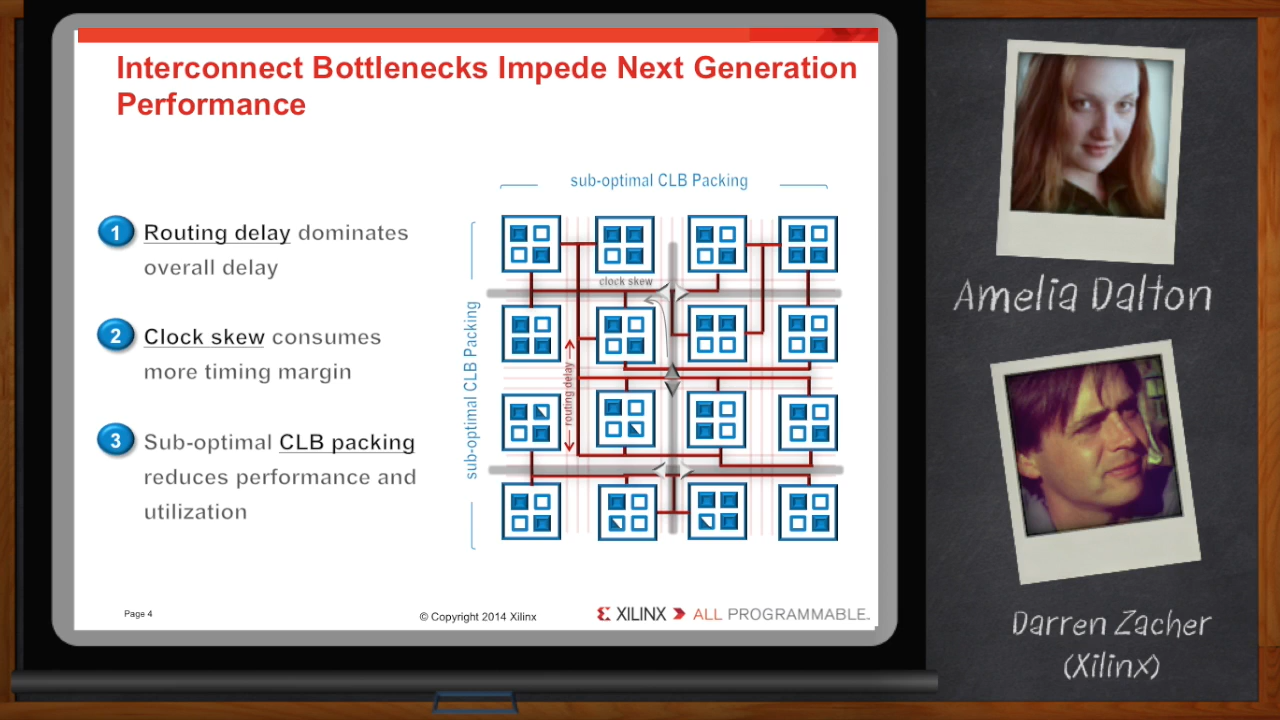 Interconnect Bottlenecks Impede Next Generation
Performance
1 Routing delay dominates
overall delay
2 Clock skew consumes
more timing margin
3 Sub-optimal CLB packing
reduces performance and
utilization
sub-optimal CLB Packing
sub-optimal CLB Packing
clock skew
routing delay
Page 4
© Copyright 2014 Xilinx
XILINX ALL PROGRAMMABLE™
Amelia Dalton
Darren Zacher
(Xilinx)